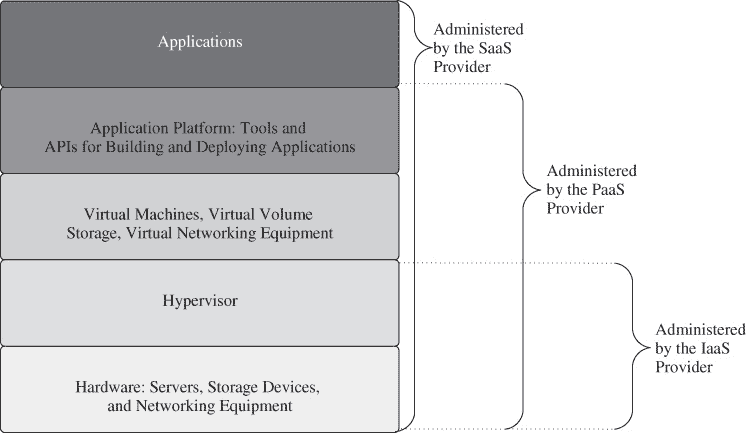 Applications
Administered
by the SaaS
Provider
Application Platform: Tools and
APIs for Building and Deploying Applications
Administered
by the PaaS
Provider
Virtual Machines, Virtual Volume
Storage, Virtual Networking Equipment
Hypervisor
Administered
by the IaaS
Provider
Hardware: Servers, Storage Devices,
and Networking Equipment